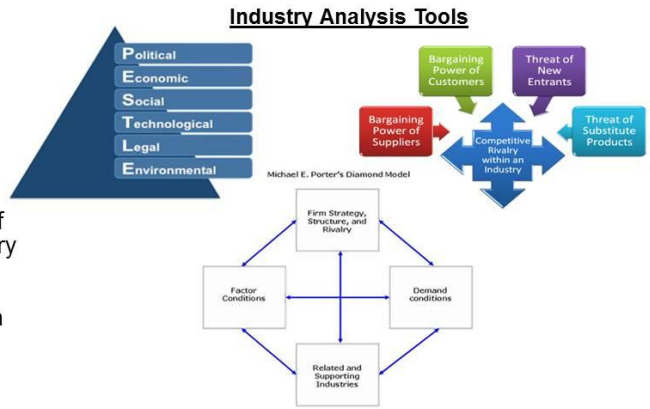 Industry Analysis Tools
Political
Economic
Social
Technological
Legal
Environmental
Bargaining
Power of
Customers
Threat of
New
Entrants
Bargaining
Power of
Suppliers
Competitive
Rivalry
within an
Industry
Threat of
Substitute
Products
Michael E. Porter's Diamond Model
Firm Strategy,
Structure, and
Rivalry
Factor
Conditions
Demand
conditions
Related and
Supporting
Industries